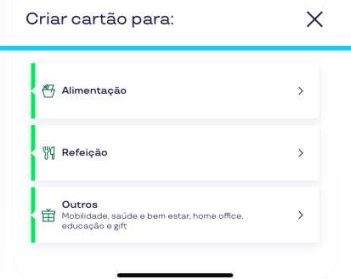 Criar cartão para:
Alimentação
Refeição
Outros
Mobilidade, saúde e bem estar, home office,
educação e gift